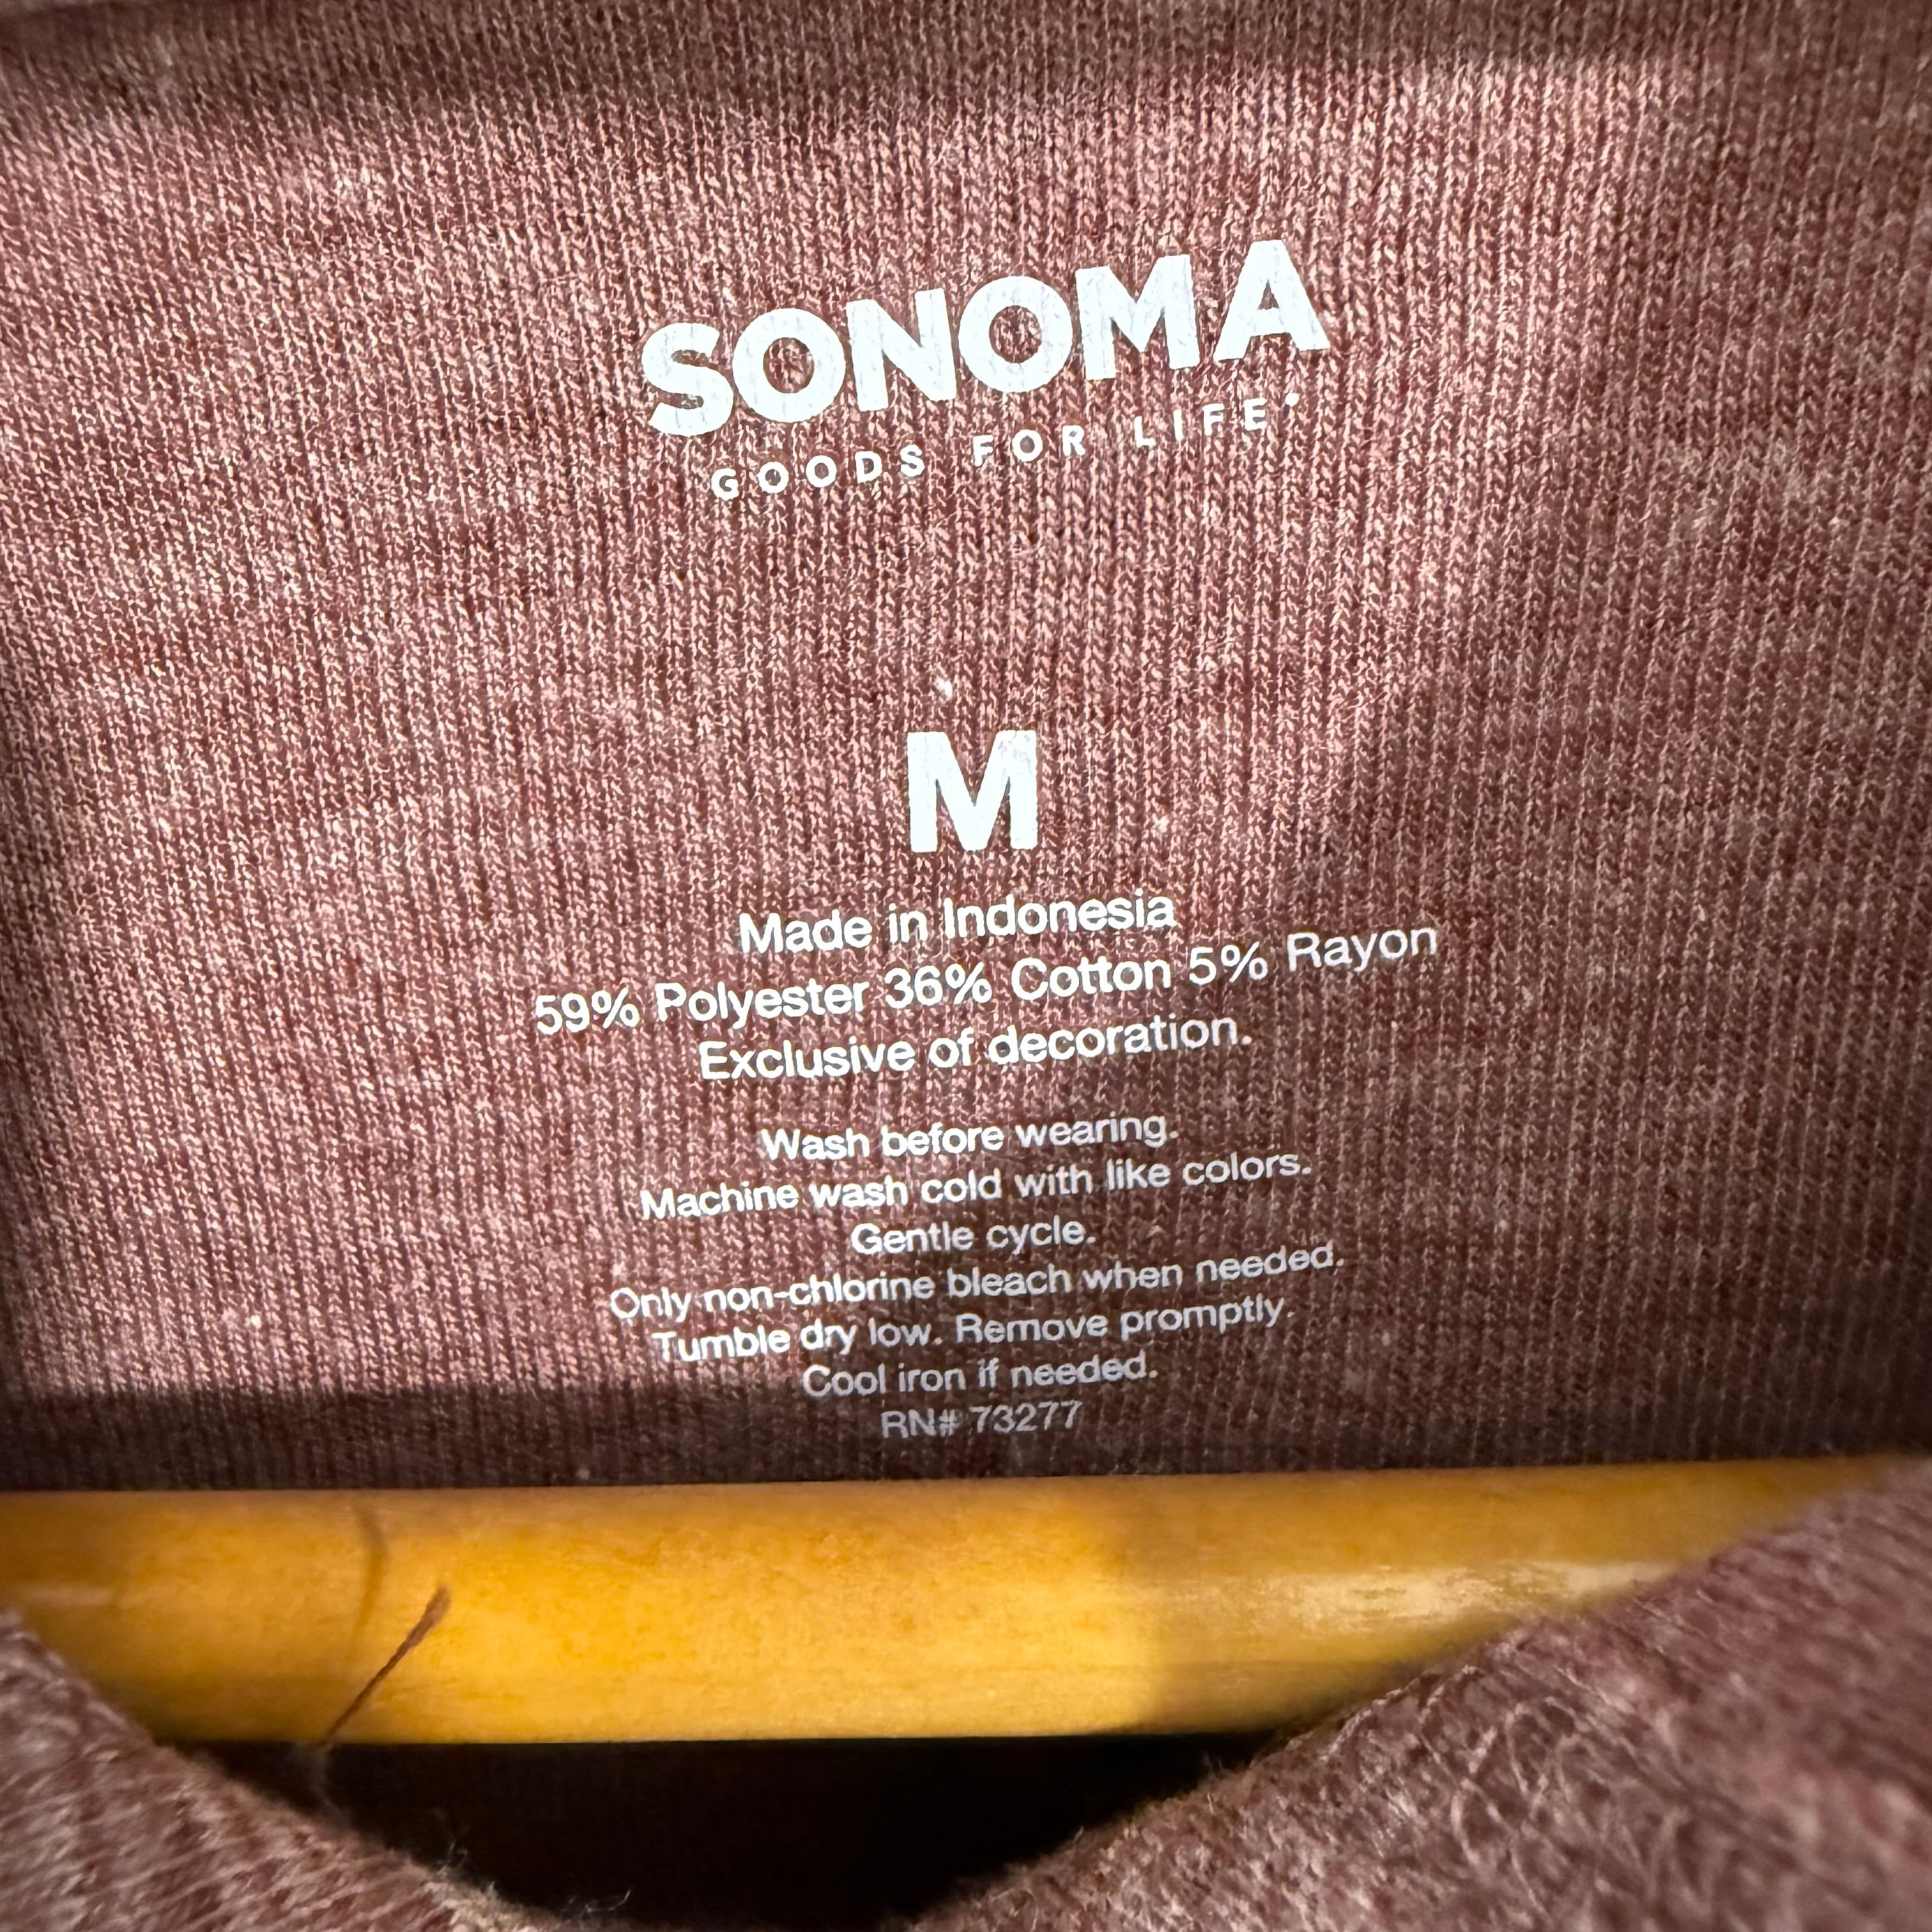 SONOMA
GOODS FOR LIFE
M
Made in Indonesia
59% Polyester 36% Cotton 5% Rayon
Exclusive of decoration.
Wash before wearing.
Machine wash cold with like colors.
Gentle cycle.
Only non-chlorine bleach when needed.
Tumble dry low. Remove promptly.
Cool iron if needed.
RN# 73277